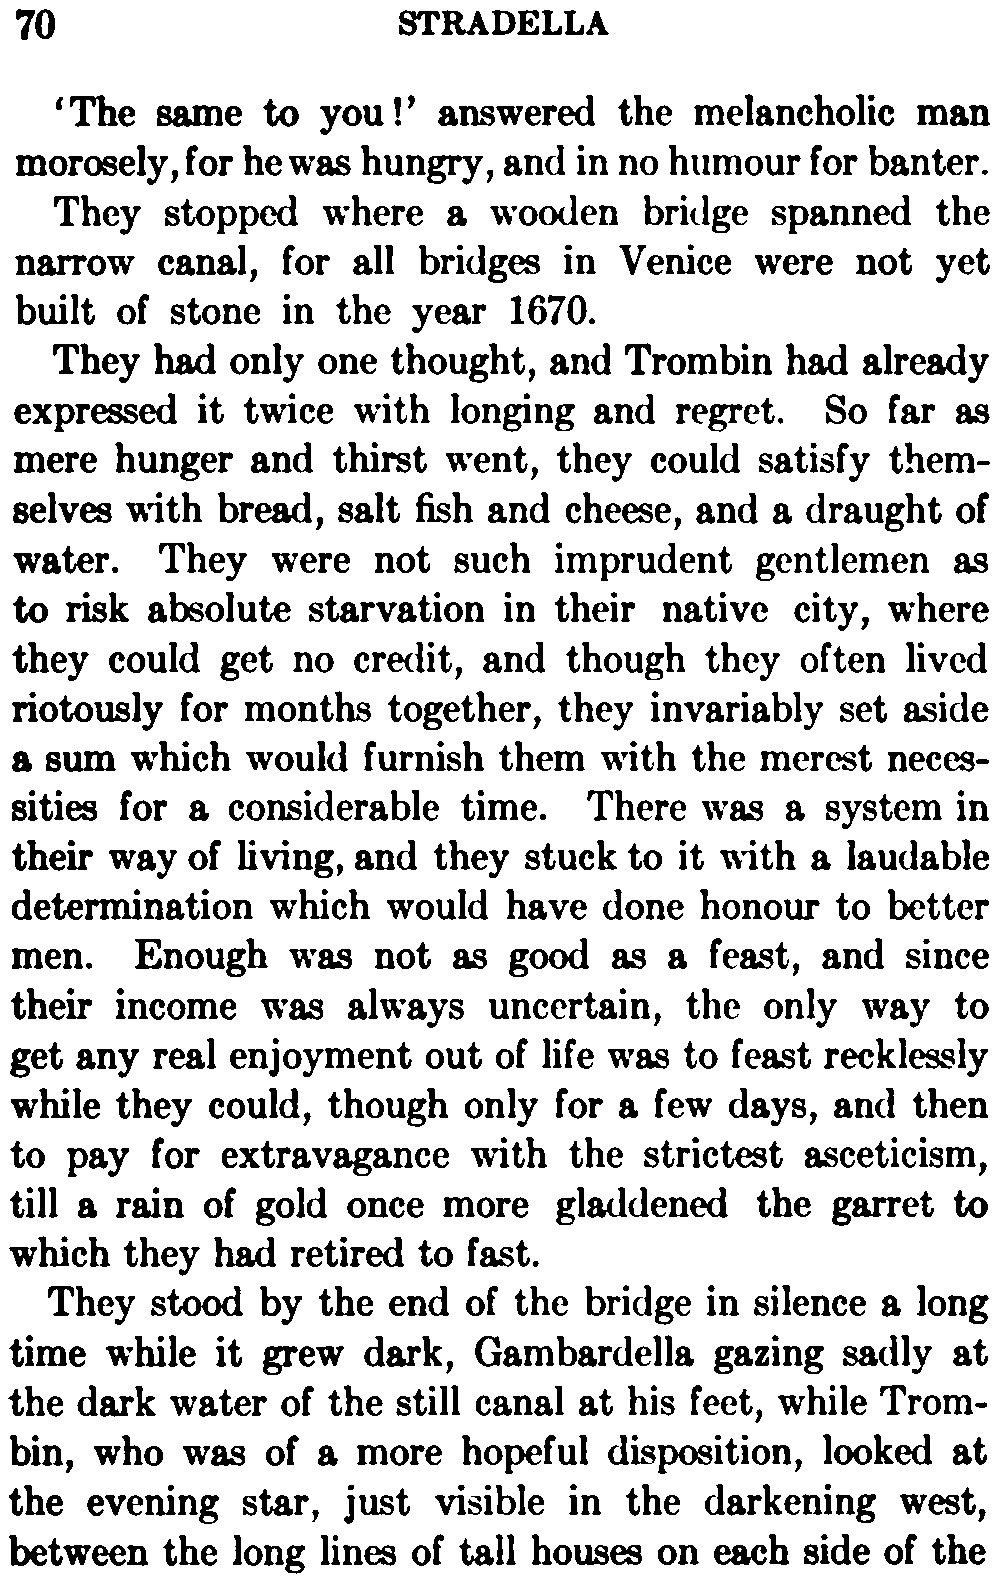 70 STRADELLA
‘The same to you!’ answered the melancholic man
morosely, for he was hungry, and in no humour for banter.
They stopped where a wooden bridge spanned the
narrow canal, for all bridges in Venice were not yet
built of stone in the year 1670.
They had only one thought, and Trombin had already
expressed it twice with longing and regret. So far as
mere hunger and thirst went, they could satisfy them-
selves with bread, salt fish and cheese, and a draught of
water. They were not such imprudent gentlemen as
to risk absolute starvation in their native city, where
they could get no credit, and though they often lived
riotously for months together, they invariably set aside
a sum which would furnish them with the merest neces-
sities for a considerable time. There was a system in
their way of living, and they stuck to it with a laudable
determination which would have done honour to better
men. Enough was not as good as a feast, and since
their income was always uncertain, the only way to
get any real enjoyment out of life was to feast recklessly
while they could, though only for a few days, and then
to pay for extravagance with the strictest asceticism,
till a rain of gold once more gladdened the garret to
which they had retired to fast.
They stood by the end of the bridge in silence a long
time while it grew dark, Gambardella gazing sadly at
the dark water of the still canal at his feet, while Trom-
bin, who was of a more hopeful disposition, looked at
the evening star, just visible in the darkening west,
between the long lines of tall houses on each side of the